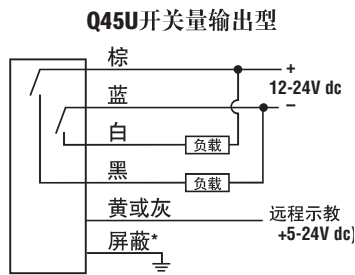 Q45U开关量输出型
棕
+
12-24V dc
蓝
−
白
负载
黑
负载
黄或灰
远程示教
+5-24V dc)
屏蔽*